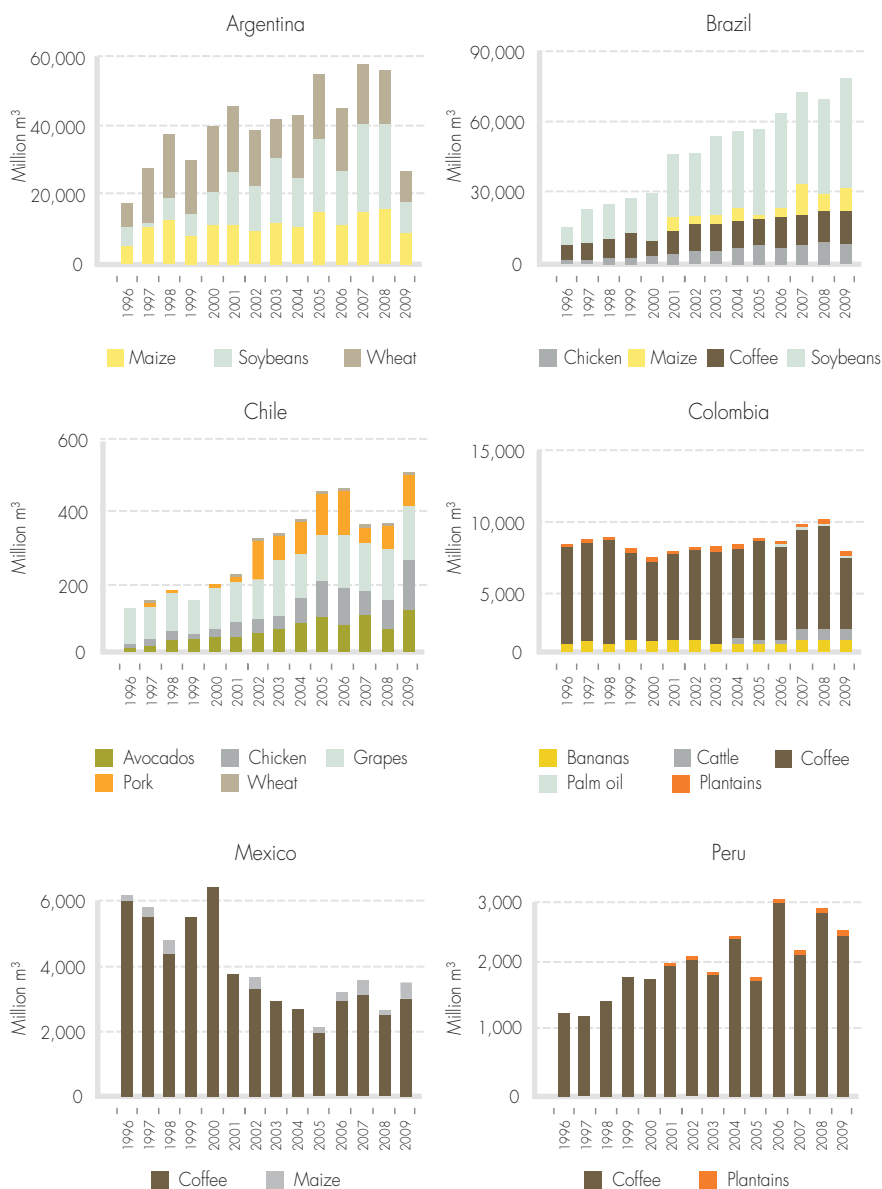 Argentina
Million m³
60,000
40,000
20,000
0
1996 1997 1998 1999 2000 2001 2002 2003 2004 2005 2006 2007 2008 2009
Maize Soybeans Wheat
Brazil
Million m³
90,000
60,000
30,000
0
1996 1997 1998 1999 2000 2001 2002 2003 2004 2005 2006 2007 2008 2009
Chicken Maize Coffee Soybeans
Chile
Million m³
600
400
200
0
1996 1997 1998 1999 2000 2001 2002 2003 2004 2005 2006 2007 2008 2009
Avocados Chicken Grapes
Pork Wheat
Colombia
Million m³
15,000
10,000
5,000
0
1996 1997 1998 1999 2000 2001 2002 2003 2004 2005 2006 2007 2008 2009
Bananas Cattle Coffee
Palm oil Plantains
Mexico
Million m³
6,000
4,000
2,000
0
1996 1997 1998 1999 2000 2001 2002 2003 2004 2005 2006 2007 2008 2009
Coffee Maize
Peru
Million m³
3,000
2,000
1,000
0
1996 1997 1998 1999 2000 2001 2002 2003 2004 2005 2006 2007 2008 2009
Coffee Plantains